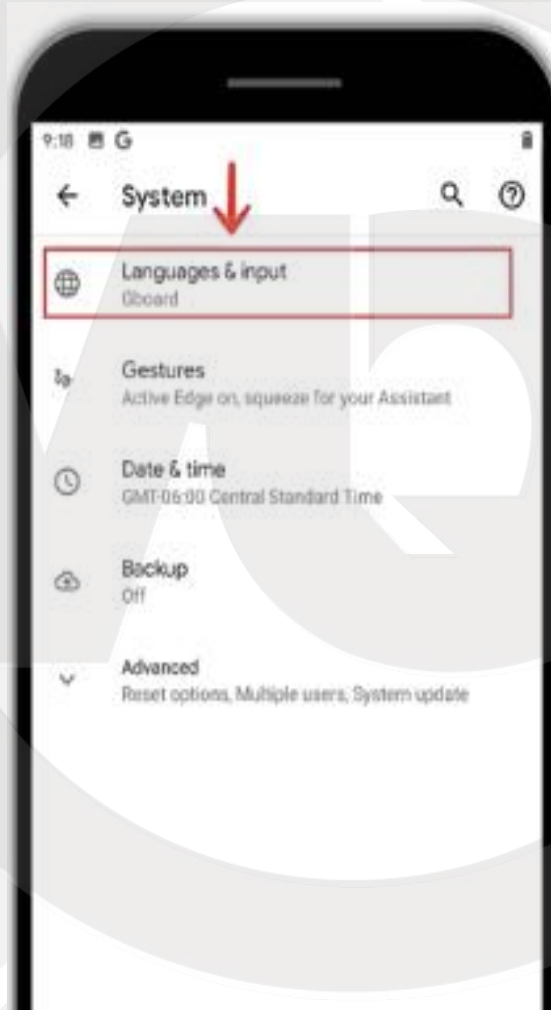 9:18 G
System
Languages & input
Gboard
Gestures
Active Edge on, squeeze for your Assistant
Date & time
GMT-06:00 Central Standard Time
Backup
Off
Advanced
Reset options, Multiple users, System update